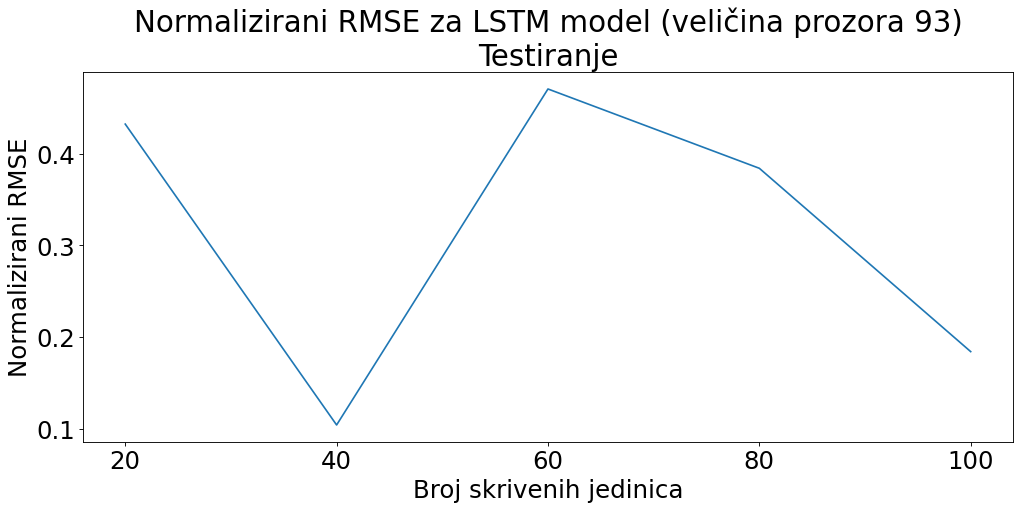 Normalizirani RMSE za LSTM model (veličina prozora 93)
Testiranje
Normalizirani RMSE
0.4
0.3
0.2
0.1
20 40 60 80 100
Broj skrivenih jedinica